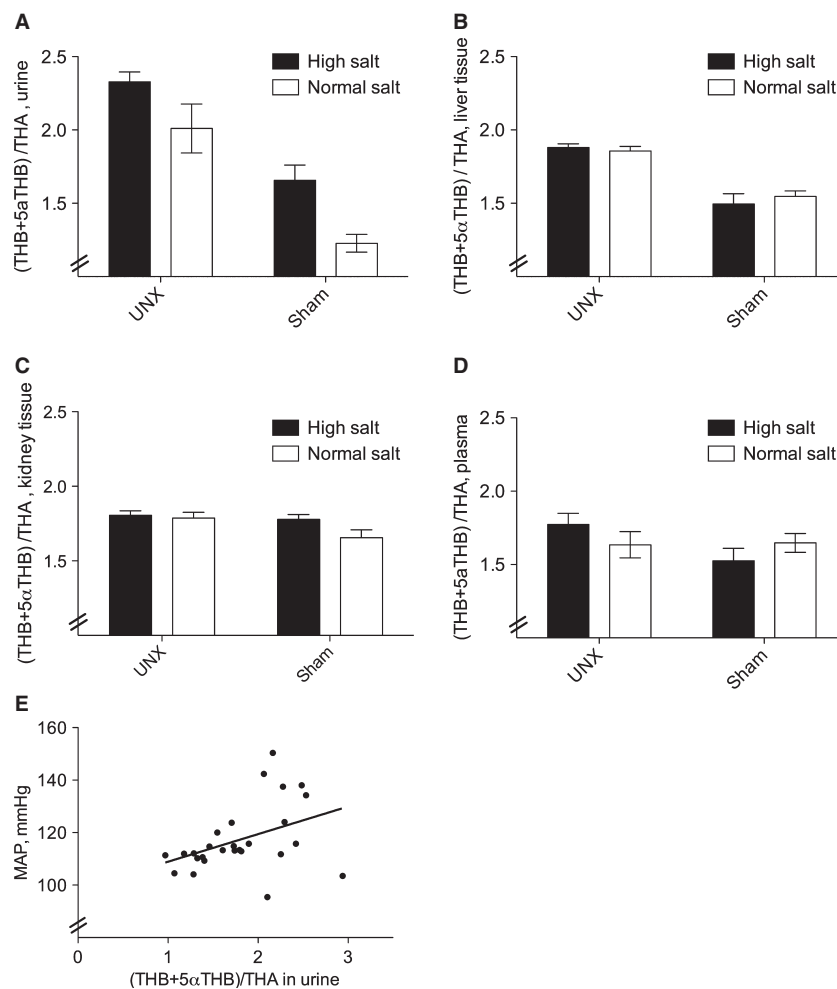 A
(THB+5aTHB) /THA , urine
2.5
2.0
1.5
High salt
Normal salt
UNX
Sham
B
(THB+5αTHB) / THA, liver tissue
2.5
2.0
1.5
High salt
Normal salt
UNX
Sham
C
(THB+5αTHB) /THA , kidney tissue
2.5
2.0
1.5
High salt
Normal salt
UNX
Sham
D
(THB+5aTHB) /THA, plasma
2.5
2.0
1.5
High salt
Normal salt
UNX
Sham
E
MAP, mmHg
160
140
120
100
0
1
2
3
(THB+5αTHB)/THA in urine